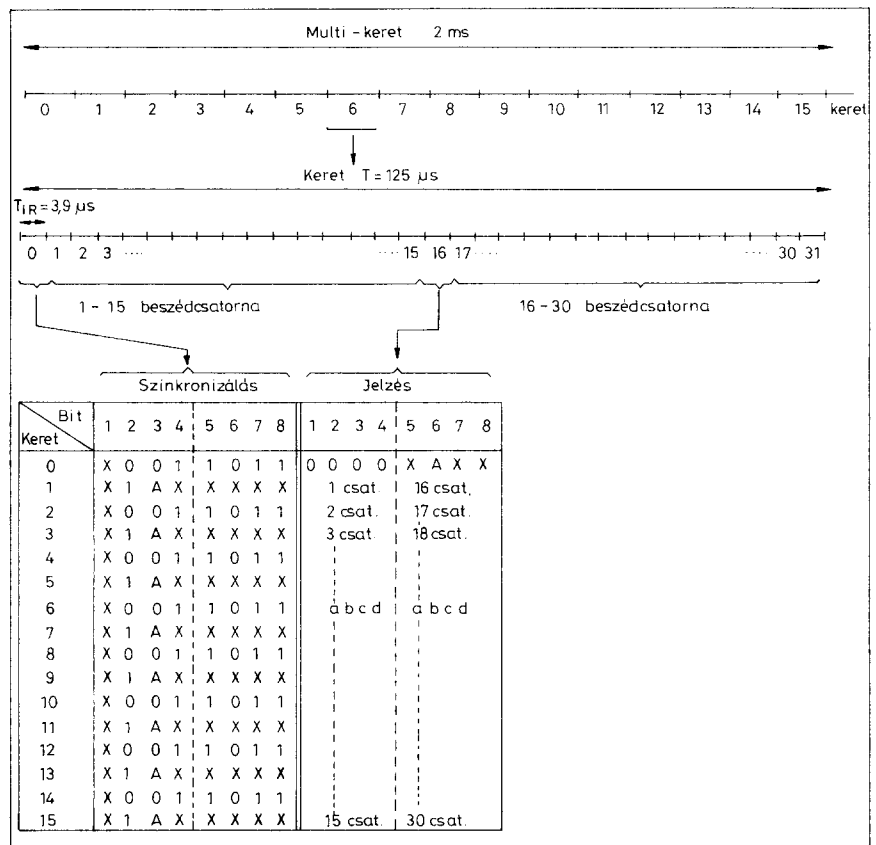 Multi - keret 2 ms
0 1 2 3 4 5 6 7 8 9 10 11 12 13 14 15 keret
Keret T = 125 µs
TiR = 3,9 µs
0 1 2 3 .... .... 15 16 17 .... .... 30 31
1 - 15 beszédcsatorna 16 - 30 beszédcsatorna
Szinkronizálás Jelzés
Bit
Keret 1 2 3 4 5 6 7 8 1 2 3 4 5 6 7 8
0 X 0 0 1 1 0 1 1 0 0 0 0 X A X X
1 X 1 A X X X X X 1 csat. 16 csat.
2 X 0 0 1 1 0 1 1 2 csat. 17 csat.
3 X 1 A X X X X X 3 csat. 18 csat.
4 X 0 0 1 1 0 1 1
5 X 1 A X X X X X
6 X 0 0 1 1 0 1 1 a b c d a b c d
7 X 1 A X X X X X
8 X 0 0 1 1 0 1 1
9 X 1 A X X X X X
10 X 0 0 1 1 0 1 1
11 X 1 A X X X X X
12 X 0 0 1 1 0 1 1
13 X 1 A X X X X X
14 X 0 0 1 1 0 1 1
15 X 1 A X X X X X 15 csat. 30 csat.